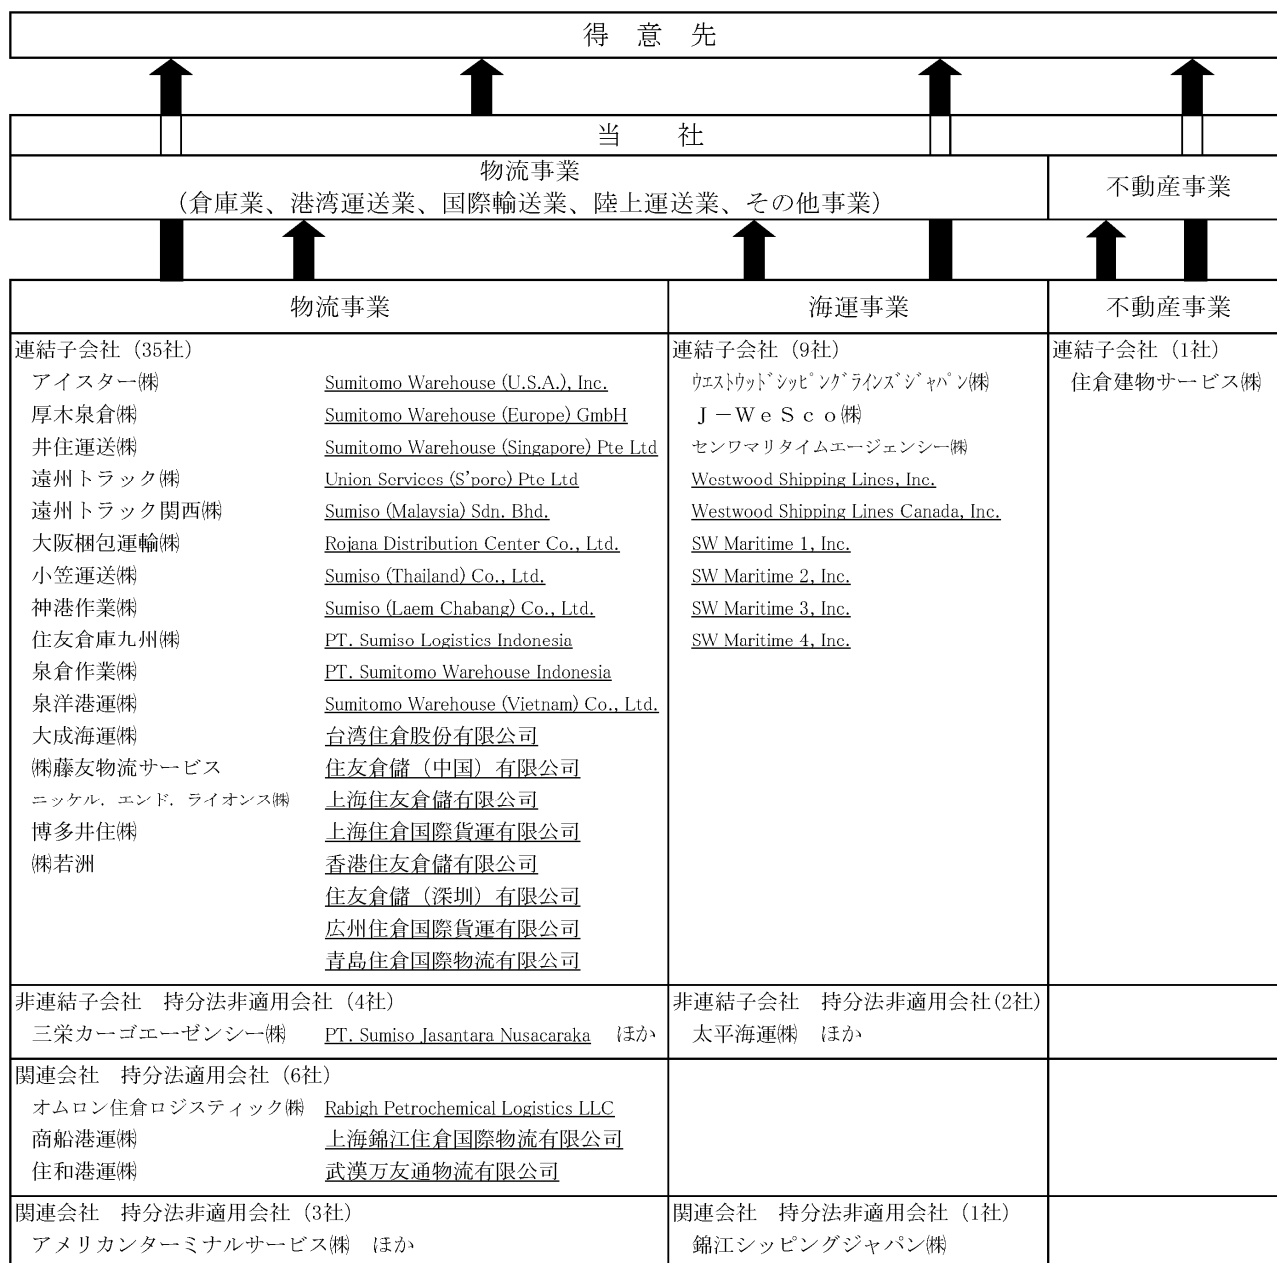 得 意 先
当 社
物流事業
（倉庫業、港湾運送業、国際輸送業、陸上運送業、その他事業）
不動産事業
物流事業
海運事業
不動産事業
連結子会社（35社）
アイスター㈱ Sumitomo Warehouse (U.S.A.), Inc.
厚木泉倉㈱ Sumitomo Warehouse (Europe) GmbH
井住運送㈱ Sumitomo Warehouse (Singapore) Pte Ltd
遠州トラック㈱ Union Services (S'pore) Pte Ltd
遠州トラック関西㈱ Sumiso (Malaysia) Sdn. Bhd.
大阪梱包運輸㈱ Rojana Distribution Center Co., Ltd.
小笠運送㈱ Sumiso (Thailand) Co., Ltd.
神港作業㈱ Sumiso (Laem Chabang) Co., Ltd.
住友倉庫九州㈱ PT. Sumiso Logistics Indonesia
泉倉作業㈱ PT. Sumitomo Warehouse Indonesia
泉洋港運㈱ Sumitomo Warehouse (Vietnam) Co., Ltd.
大成海運㈱ 台湾住倉股份有限公司
㈱藤友物流サービス 住友倉儲（中国）有限公司
ニッケル．エンド．ライオンス㈱ 上海住友倉儲有限公司
博多井住㈱ 上海住倉国際貨運有限公司
㈱若洲 香港住友倉儲有限公司
住友倉儲（深圳）有限公司
広州住倉国際貨運有限公司
青島住倉国際物流有限公司
連結子会社（9社）
ｳｴｽﾄｳｯﾄﾞｼｯﾋﾟﾝｸﾞﾗｲﾝｽﾞｼﾞｬﾊﾟﾝ㈱
Ｊ－ＷｅＳｃｏ㈱
センワマリタイムエージェンシー㈱
Westwood Shipping Lines, Inc.
Westwood Shipping Lines Canada, Inc.
SW Maritime 1, Inc.
SW Maritime 2, Inc.
SW Maritime 3, Inc.
SW Maritime 4, Inc.
連結子会社（1社）
住倉建物サービス㈱
非連結子会社 持分法非適用会社（4社）
三栄カーゴエーゼンシー㈱ PT. Sumiso Jasantara Nusacaraka ほか
非連結子会社 持分法非適用会社(2社)
太平海運㈱ ほか
関連会社 持分法適用会社（6社）
オムロン住倉ロジスティック㈱ Rabigh Petrochemical Logistics LLC
商船港運㈱ 上海錦江住倉国際物流有限公司
住和港運㈱ 武漢万友通物流有限公司
関連会社 持分法非適用会社（3社）
アメリカンターミナルサービス㈱ ほか
関連会社 持分法非適用会社（1社）
錦江シッピングジャパン㈱